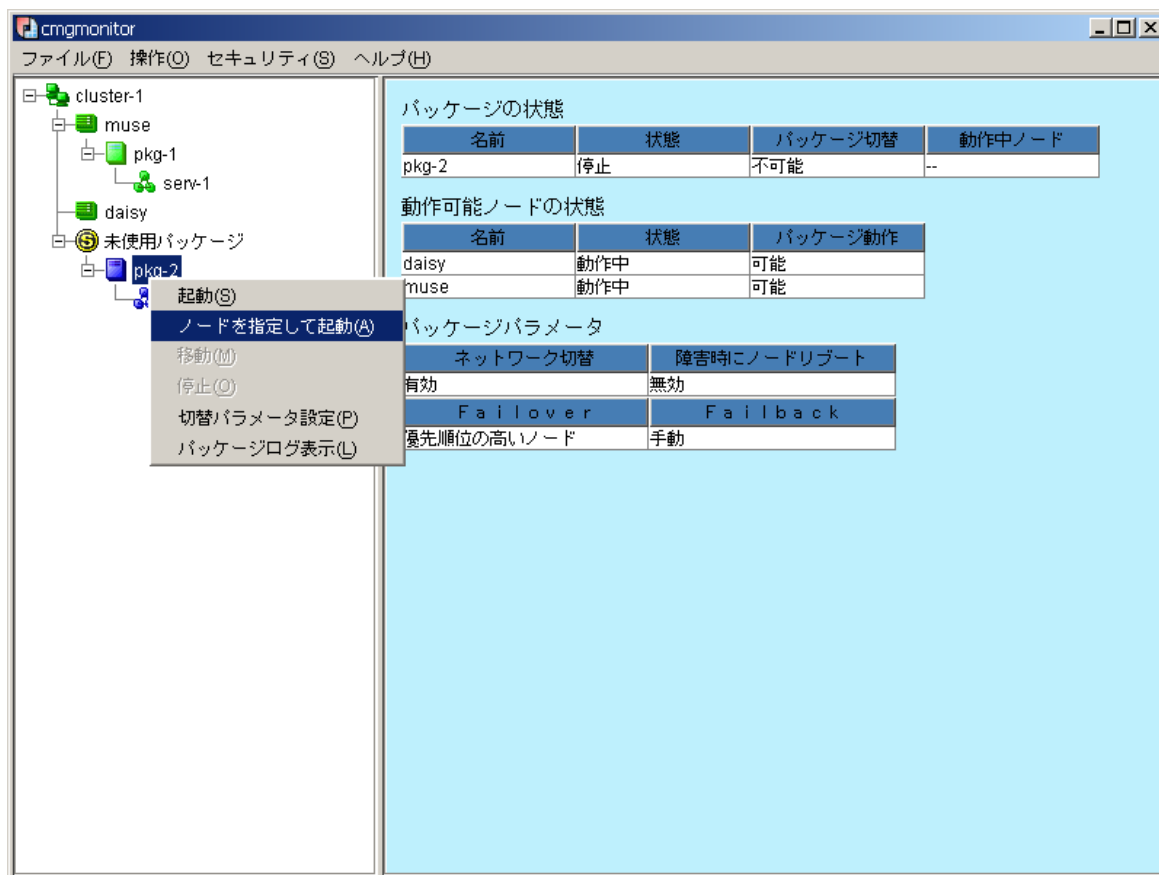 cmgmonitor
ファイル(F) 操作(O) セキュリティ(S) ヘルプ(H)
cluster-1
muse
pkg-1
serv-1
daisy
未使用パッケージ
pkg-2
起動(S)
ノードを指定して起動(A)
移動(M)
停止(O)
切替パラメータ設定(P)
パッケージログ表示(L)
パッケージの状態
名前 状態 パッケージ切替 動作中ノード
pkg-2 停止 不可能 --
動作可能ノードの状態
名前 状態 パッケージ動作
daisy 動作中 可能
muse 動作中 可能
パッケージパラメータ
ネットワーク切替 障害時にノードリブート
有効 無効
Ｆａｉｌｏｖｅｒ Ｆａｉｌｂａｃｋ
優先順位の高いノード 手動